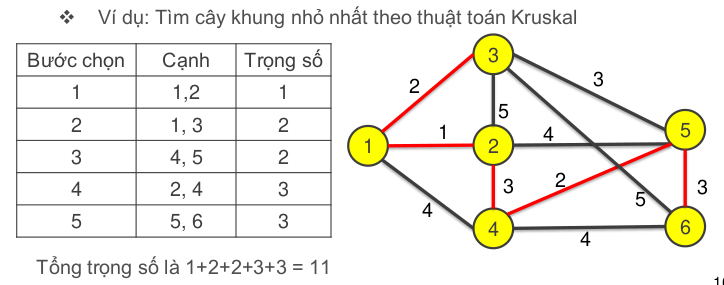 ❖ Ví dụ: Tìm cây khung nhỏ nhất theo thuật toán Kruskal
Bước chọn Cạnh Trọng số
1 1,2 1
2 1, 3 2
3 4, 5 2
4 2, 4 3
5 5, 6 3
Tổng trọng số là 1+2+2+3+3 = 11
3
2
3
5
5
1
4
1
2
3
2
3
4
5
4
4
6